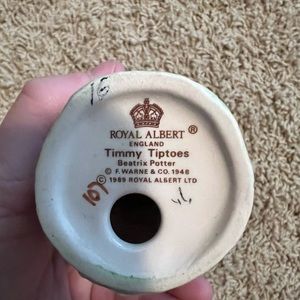 ROYAL ALBERT ®
ENGLAND
Timmy Tiptoes
Beatrix Potter
© F. WARNE & CO. 1948
© 1989 ROYAL ALBERT LTD